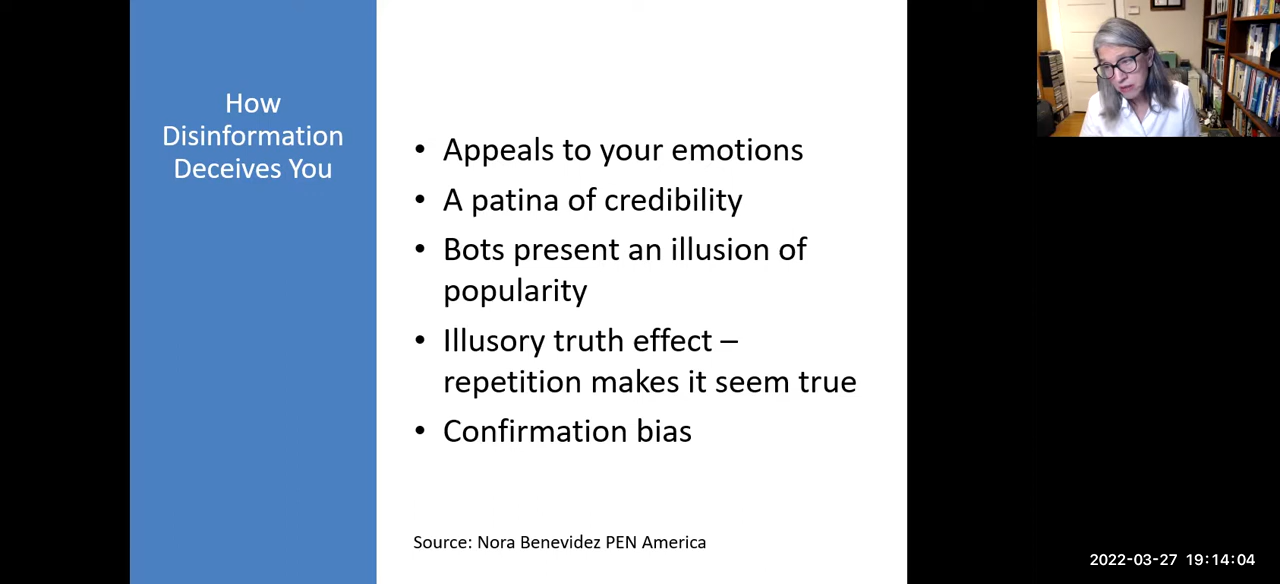 How
Disinformation
Deceives You
• Appeals to your emotions
• A patina of credibility
• Bots present an illusion of
popularity
• Illusory truth effect –
repetition makes it seem true
• Confirmation bias
Source: Nora Benevidez PEN America
2022-03-27 19:14:04